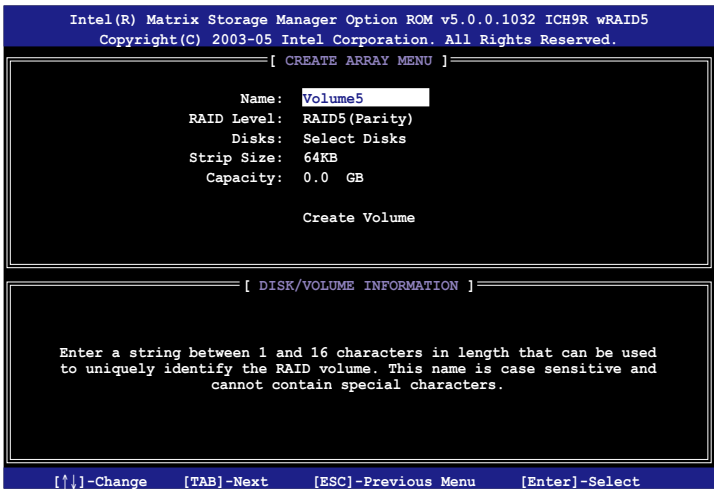 Intel(R) Matrix Storage Manager Option ROM v5.0.0.1032 ICH9R wRAID5
Copyright(C) 2003-05 Intel Corporation. All Rights Reserved.
[ CREATE ARRAY MENU ]
Name: Volume5
RAID Level: RAID5(Parity)
Disks: Select Disks
Strip Size: 64KB
Capacity: 0.0 GB
Create Volume
[ DISK/VOLUME INFORMATION ]
Enter a string between 1 and 16 characters in length that can be used
to uniquely identify the RAID volume. This name is case sensitive and
cannot contain special characters.
[↑↓]-Change [TAB]-Next [ESC]-Previous Menu [Enter]-Select